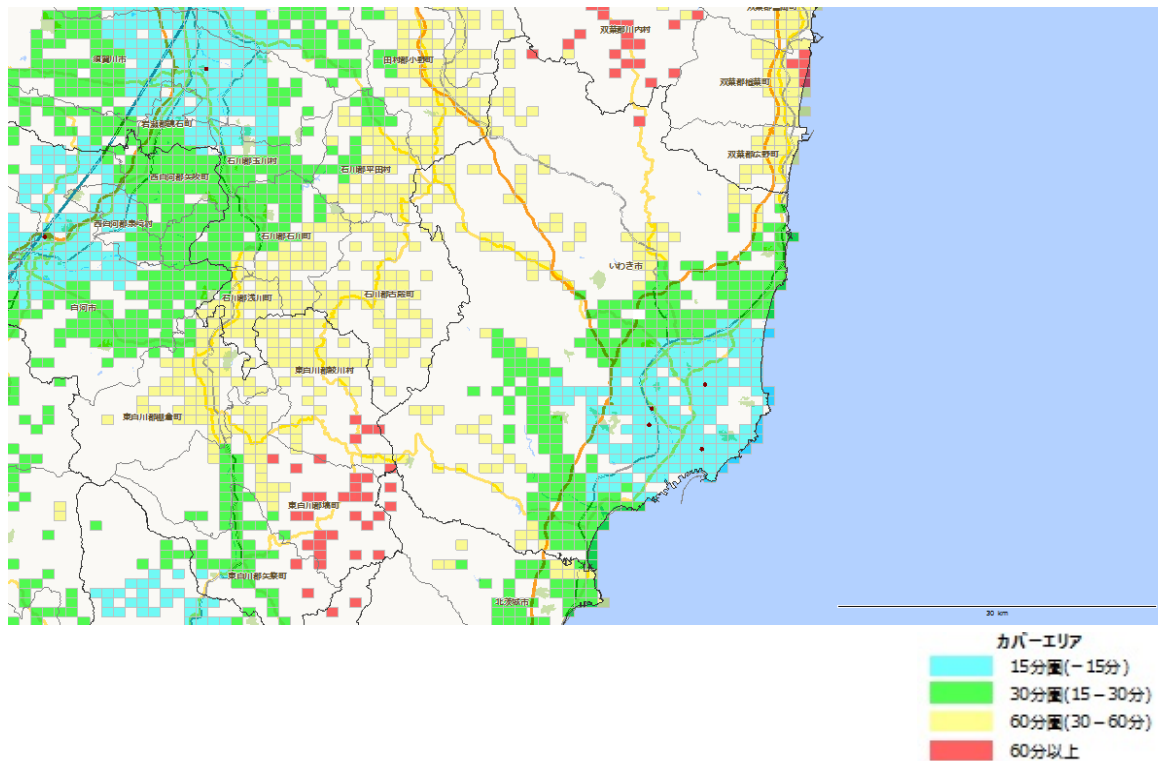 双葉郡川内村
須賀川市
田村郡小野町
双葉郡楢葉町
岩瀬郡鏡石町
双葉郡広野町
石川郡玉川村
石川郡平田村
西白河郡矢吹町
西白河郡泉崎村
石川郡石川町
いわき市
石川郡浅川町
石川郡古殿町
白河市
東白川郡鮫川村
東白川郡棚倉町
東白川郡塙町
東白川郡矢祭町
北茨城市
20 km
カバーエリア
15分圏(-15分)
30分圏(15-30分)
60分圏(30-60分)
60分以上